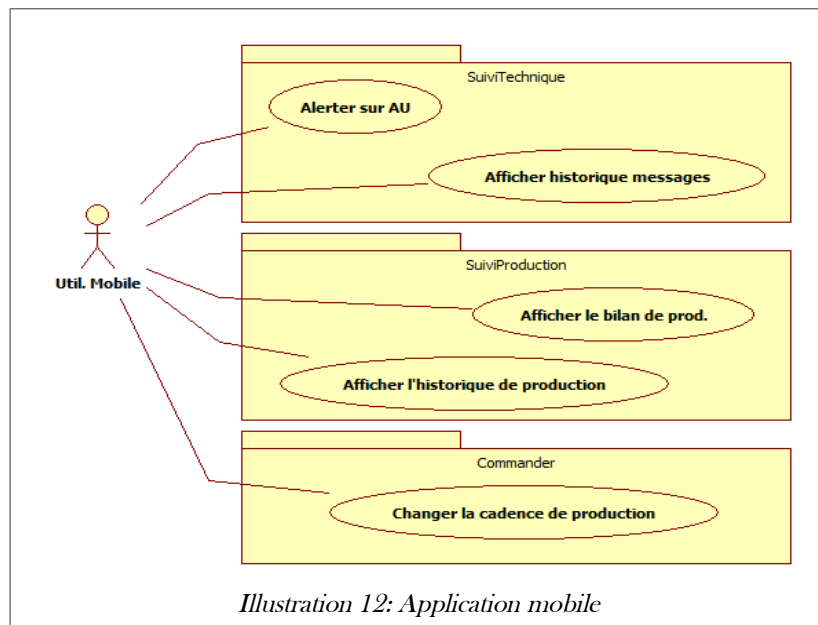 SuiviTechnique
Alerter sur AU
Afficher historique messages
Util. Mobile
SuiviProduction
Afficher le bilan de prod.
Afficher l'historique de production
Commander
Changer la cadence de production
Illustration 12: Application mobile